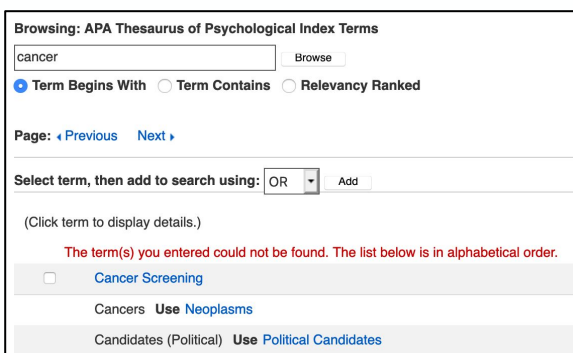 Browsing: APA Thesaurus of Psychological Index Terms
cancer Browse
Term Begins With Term Contains Relevancy Ranked
Page: Previous Next
Select term, then add to search using: OR Add
(Click term to display details.)
The term(s) you entered could not be found. The list below is in alphabetical order.
Cancer Screening
Cancers Use Neoplasms
Candidates (Political) Use Political Candidates